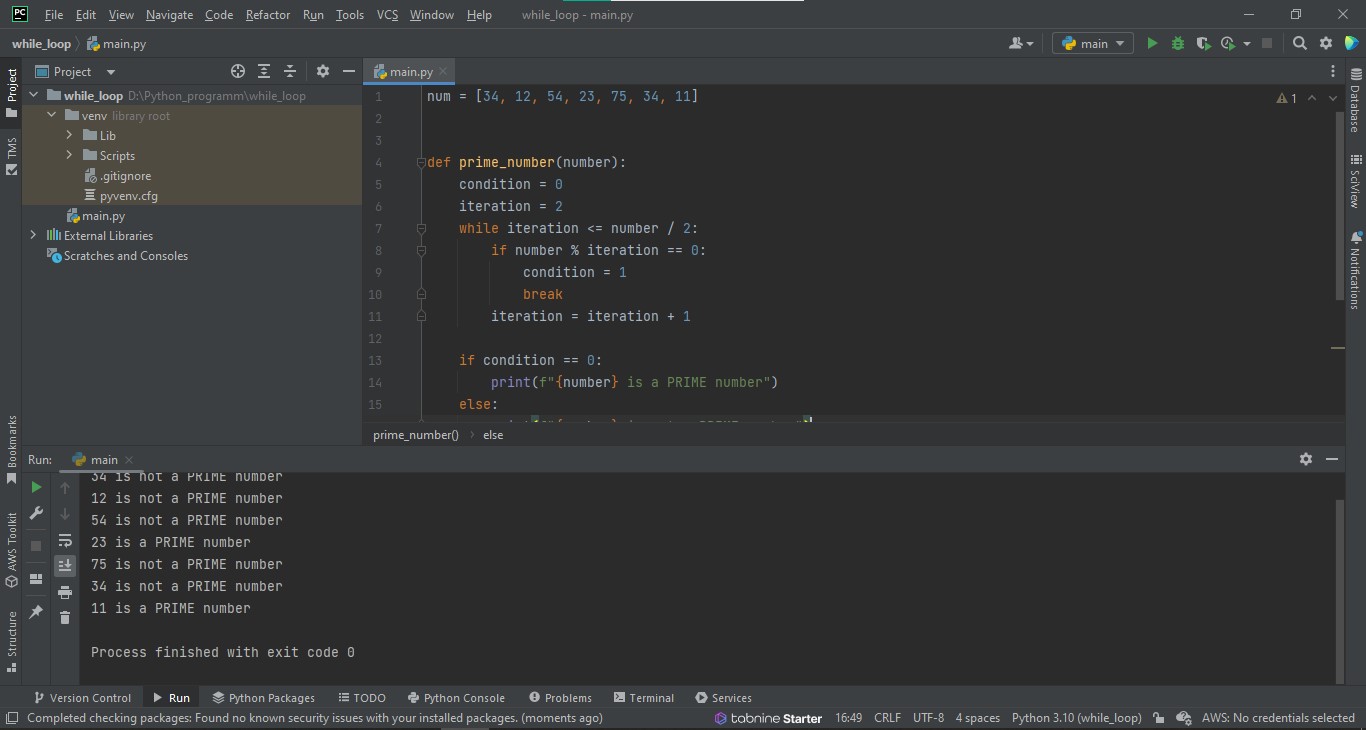 PC File Edit View Navigate Code Refactor Run Tools VCS Window Help while_loop - main.py
while_loop main.py main
Project
main.py
while_loop D:\Python_programm\while_loop
venv library root
Lib
Scripts
.gitignore
pyvenv.cfg
main.py
External Libraries
Scratches and Consoles
1 num = [34, 12, 54, 23, 75, 34, 11]
2
3
4 def prime_number(number):
5 condition = 0
6 iteration = 2
7 while iteration <= number / 2:
8 if number % iteration == 0:
9 condition = 1
10 break
11 iteration = iteration + 1
12
13 if condition == 0:
14 print(f"{number} is a PRIME number")
15 else:
1
prime_number() else
Project
TMS
Bookmarks
AWS Toolkit
Structure
Database
SciView
Notifications
Run: main
34 is not a PRIME number
12 is not a PRIME number
54 is not a PRIME number
23 is a PRIME number
75 is not a PRIME number
34 is not a PRIME number
11 is a PRIME number
Process finished with exit code 0
Version Control Run Python Packages TODO Python Console Problems Terminal Services
Completed checking packages: Found no known security issues with your installed packages. (moments ago) tabnine Starter 16:49 CRLF UTF-8 4 spaces Python 3.10 (while_loop) AWS: No credentials selected